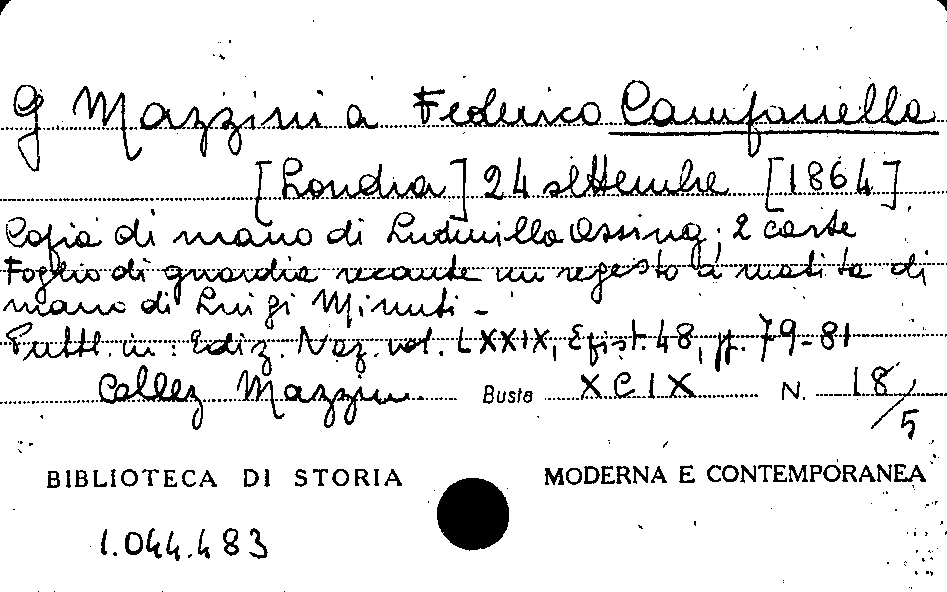 G Mazzini a Federico Campanella
[Londra] 24 settembre [1864]
Copia di mano di Ludmilla Assing; 2 carte
Foglio di guardia recante un regesto a matita di
mano di Luigi Minuti -
Pubbl. in: Ediz. Naz. vol. LXXIX, Epist. 48, pp. 79-81
Collez Mazzini Busta XCIX N. 18/5
BIBLIOTECA DI STORIA MODERNA E CONTEMPORANEA
1.044.483